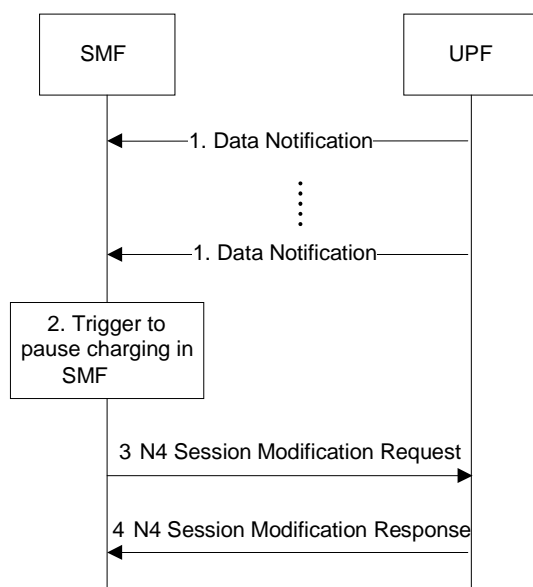 SMF
UPF
1. Data Notification
1. Data Notification
2. Trigger to
pause charging in
SMF
3 N4 Session Modification Request
4 N4 Session Modification Response